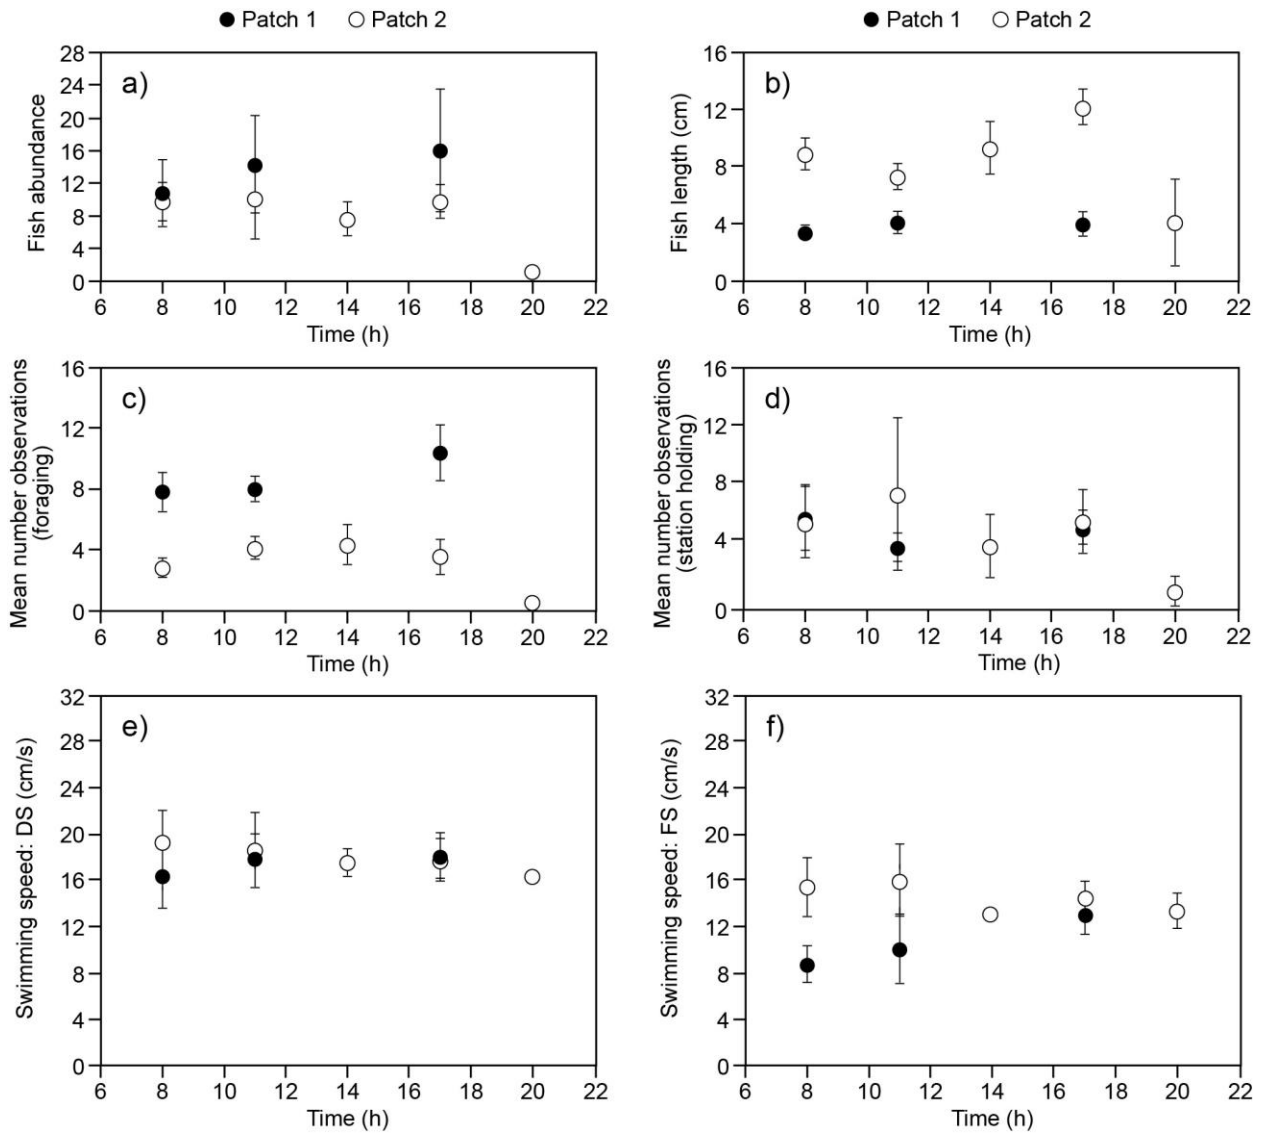 Patch 1 Patch 2
a)
Fish abundance
28
24
20
16
12
8
4
0
6 8 10 12 14 16 18 20 22
Time (h)
Patch 1 Patch 2
b)
Fish length (cm)
16
12
8
4
0
6 8 10 12 14 16 18 20 22
Time (h)
c)
Mean number observations
(foraging)
16
12
8
4
0
6 8 10 12 14 16 18 20 22
Time (h)
d)
Mean number observations
(station holding)
16
12
8
4
0
6 8 10 12 14 16 18 20 22
Time (h)
e)
Swimming speed: DS (cm/s)
32
28
24
20
16
12
8
4
0
6 8 10 12 14 16 18 20 22
Time (h)
f)
Swimming speed: FS (cm/s)
32
28
24
20
16
12
8
4
0
6 8 10 12 14 16 18 20 22
Time (h)